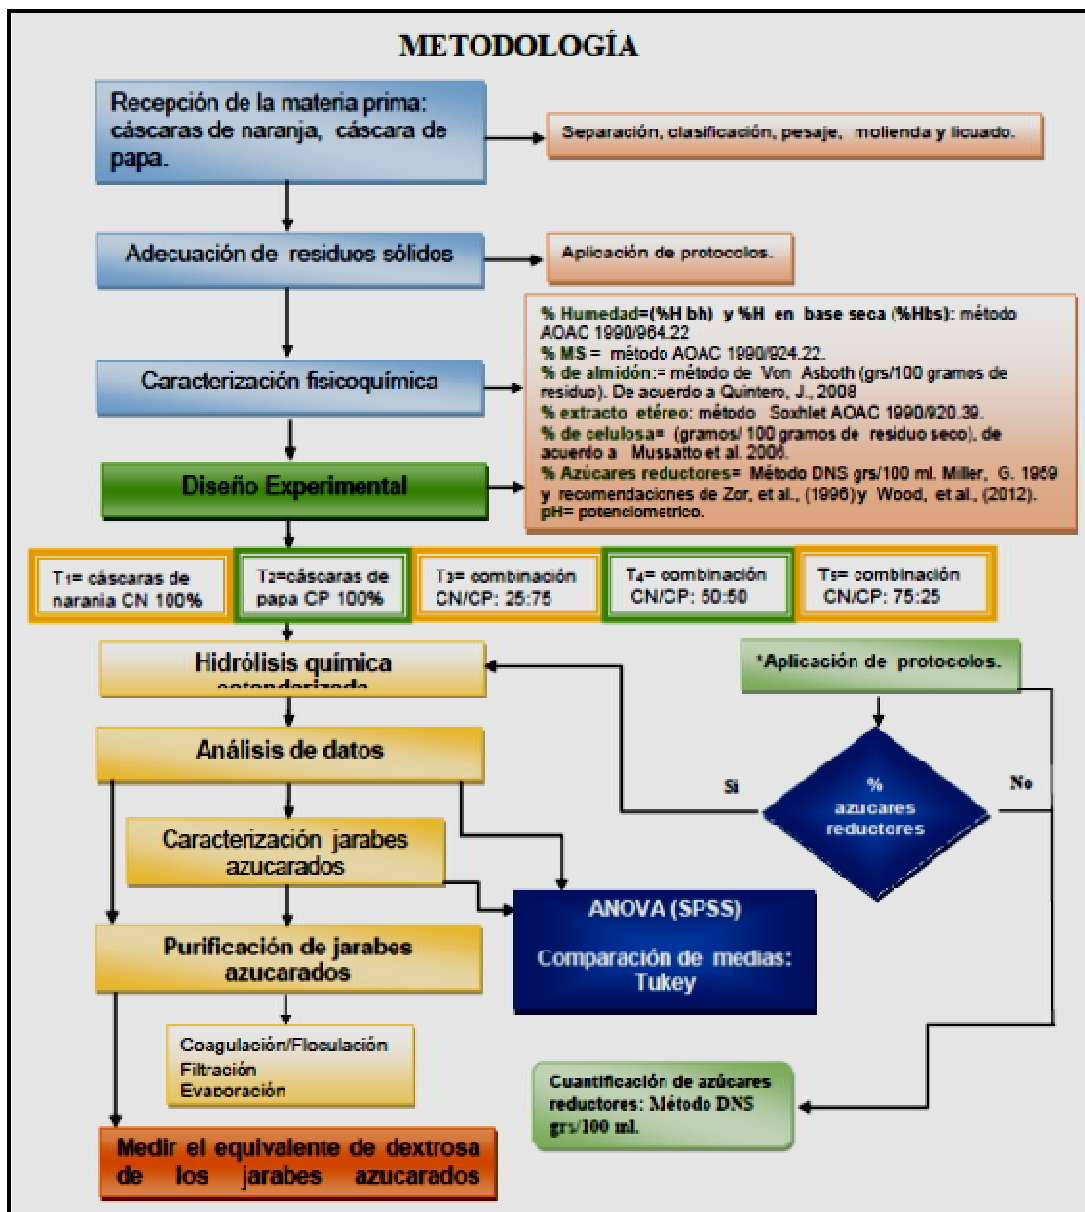 METODOLOGÍA
Recepción de la materia prima:
cáscaras de naranja, cáscara de
papa.
Separación, clasificación, pesaje, molienda y licuado.
Adecuación de residuos sólidos
Aplicación de protocolos.
Caracterización fisicoquímica
% Humedad=(%H bh) y %H en base seca (%Hbs): método
AOAC 1990/964.22
% MS = método AOAC 1990/924.22.
% de almidón:= método de Von Asboth (grs/100 gramos de
residuo). De acuerdo a Quintero, J., 2008
% extracto etéreo: método Soxhlet AOAC 1990/920.39.
% de celulosa= (gramos/ 100 gramos de residuo seco), de
acuerdo a Mussatto et al. 2006.
% Azúcares reductores= Método DNS grs/100 ml. Miller, G. 1959
y recomendaciones de Zor, et al., (1996) y Wood, et al., (2012).
pH= potenciometrico.
Diseño Experimental
T1= cáscaras de
naranja CN 100%
T2=cáscaras de
papa CP 100%
T3= combinación
CN/CP: 25:75
T4= combinación
CN/CP: 50:50
T5= combinación
CN/CP: 75:25
Hidrólisis química
estandarizada
*Aplicación de protocolos.
Análisis de datos
Si
%
azucares
reductores
No
Caracterización jarabes
azucarados
ANOVA (SPSS)
Comparación de medias:
Tukey
Purificación de jarabes
azucarados
Coagulación/Floculación
Filtración
Evaporación
Cuantificación de azúcares
reductores: Método DNS
grs/100 ml.
Medir el equivalente de dextrosa
de los jarabes azucarados